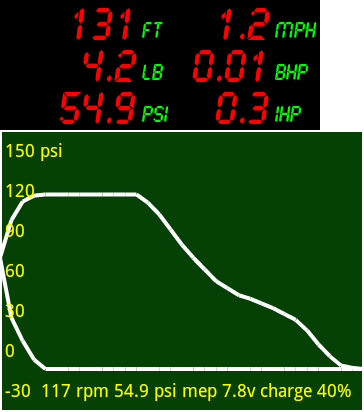 131 FT 1.2 MPH
4.2 LB 0.01 BHP
54.9 PSI 0.3 IHP
150 psi
120
90
60
30
0
-30 117 rpm 54.9 psi mep 7.8v charge 40%